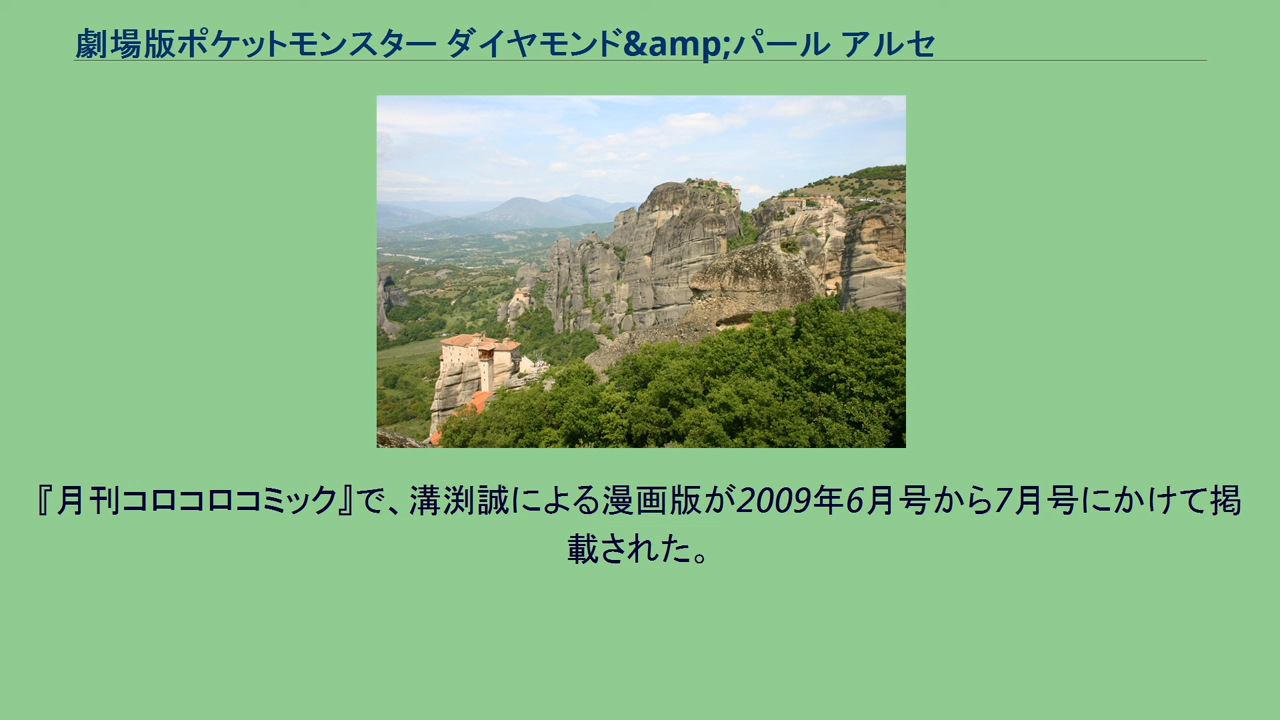 劇場版ポケットモンスター ダイヤモンド&amp;パール アルセ
『月刊コロコロコミック』で、溝渕誠による漫画版が2009年6月号から7月号にかけて掲
載された。